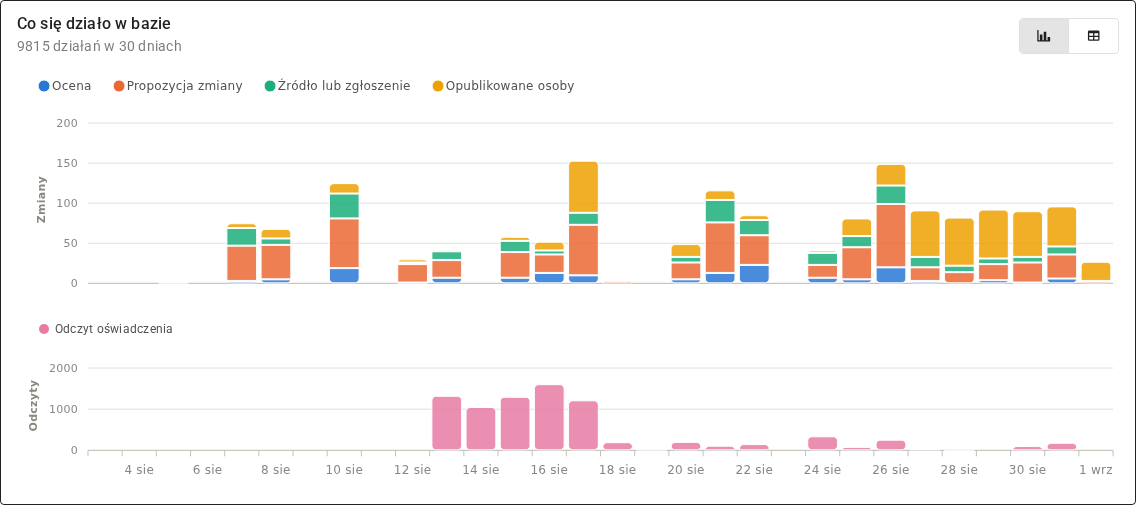 Co się działo w bazie
9815 działań w 30 dniach
Ocena Propozycja zmiany Źródło lub zgłoszenie Opublikowane osoby
Zmiany
200
150
100
50
0
Odczyt oświadczenia
Odczyty
2000
1000
0
4 sie 6 sie 8 sie 10 sie 12 sie 14 sie 16 sie 18 sie 20 sie 22 sie 24 sie 26 sie 28 sie 30 sie 1 wrz